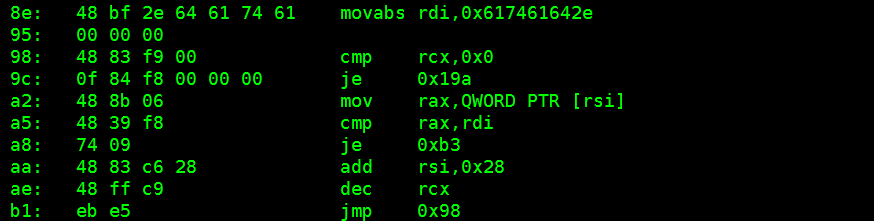 8e: 48 bf 2e 64 61 74 61 movabs rdi,0x617461642e
95: 00 00 00
98: 48 83 f9 00 cmp rcx,0x0
9c: 0f 84 f8 00 00 00 je 0x19a
a2: 48 8b 06 mov rax,QWORD PTR [rsi]
a5: 48 39 f8 cmp rax,rdi
a8: 74 09 je 0xb3
aa: 48 83 c6 28 add rsi,0x28
ae: 48 ff c9 dec rcx
b1: eb e5 jmp 0x98